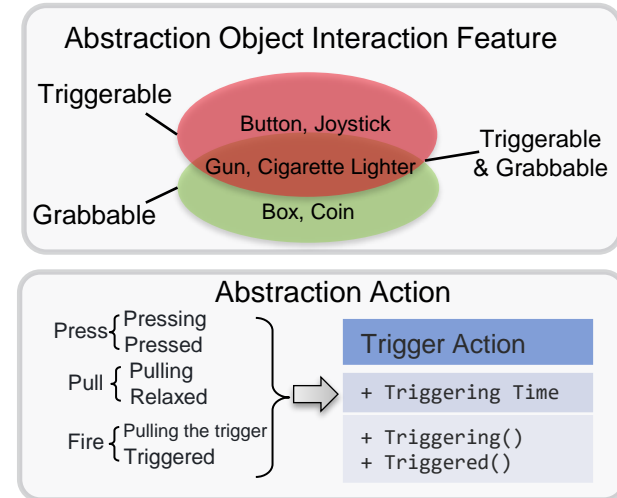 Abstraction Object Interaction Feature
Triggerable
Button, Joystick
Gun, Cigarette Lighter
Triggerable
& Grabbable
Grabbable
Box, Coin
Abstraction Action
Press
Pressing
Pressed
Pull
Pulling
Relaxed
Fire
Pulling the trigger
Triggered
Trigger Action
+ Triggering Time
+ Triggering()
+ Triggered()